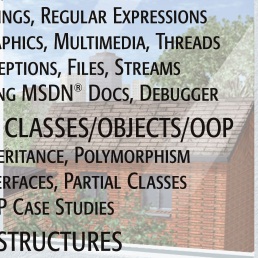 INGS, REGULAR EXPRESSIONS
APHICS, MULTIMEDIA, THREADS
EPTIONS, FILES, STREAMS
NG MSDN® DOCS, DEBUGGER
CLASSES/OBJECTS/OOP
ERITANCE, POLYMORPHISM
ERFACES, PARTIAL CLASSES
P CASE STUDIES
STRUCTURES